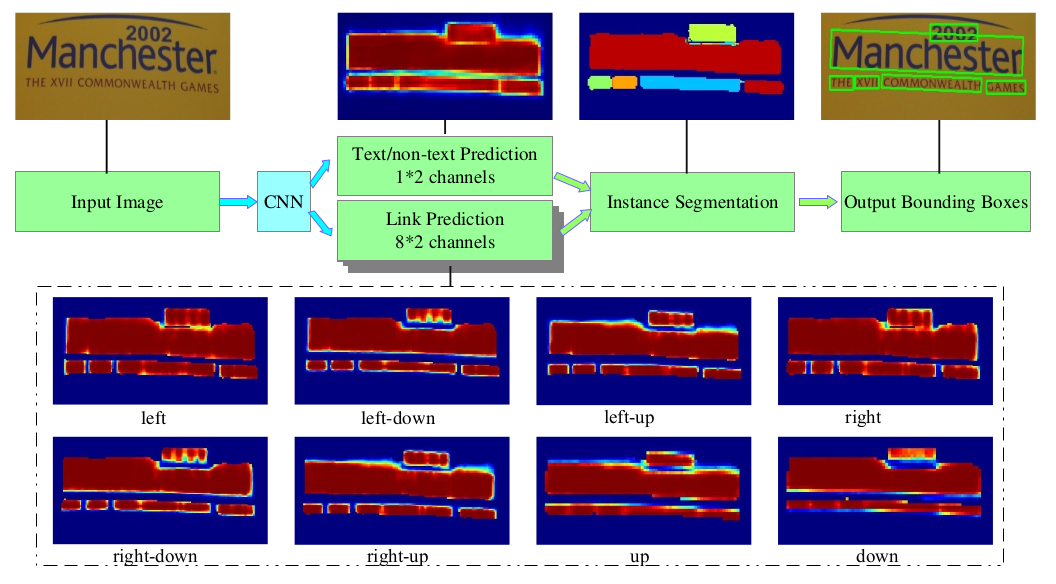 2002
Manchester
THE XVII COMMONWEALTH GAMES
2002
Manchester
THE XVII COMMONWEALTH GAMES
Input Image
CNN
Text/non-text Prediction
1*2 channels
Link Prediction
8*2 channels
Instance Segmentation
Output Bounding Boxes
left
left-down
left-up
right
right-down
right-up
up
down